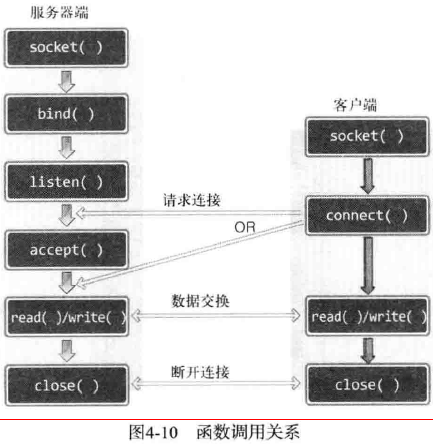 服务器端
socket( )
bind( )
listen( )
accept( )
read( )/write( )
close( )
客户端
socket( )
connect( )
read( )/write( )
close( )
请求连接
OR
数据交换
断开连接
图4-10 函数调用关系